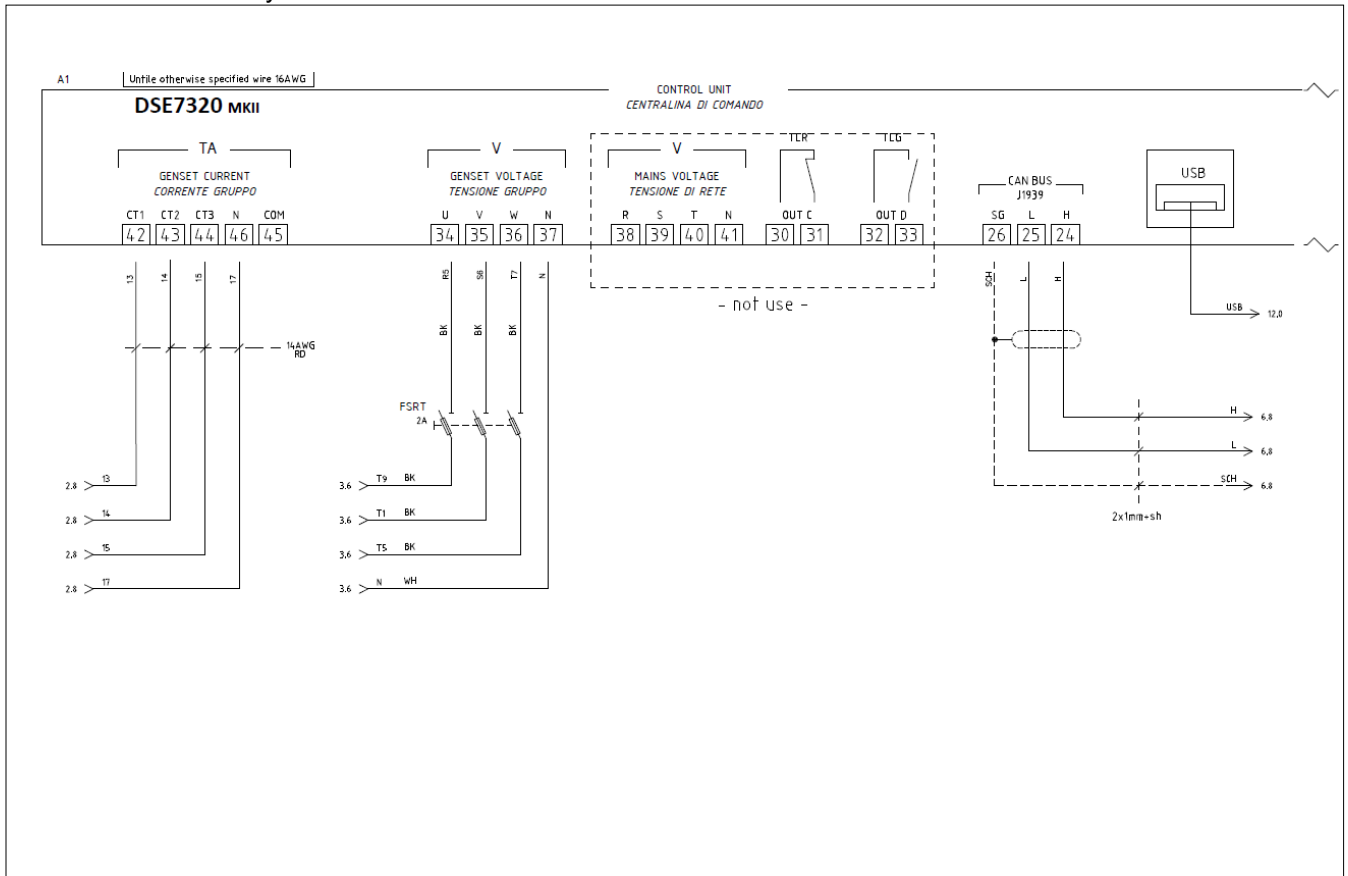 A1
Untile otherwise specified wire 16AWG
DSE7320 MKII
CONTROL UNIT
CENTRALINA DI COMANDO
TA
GENSET CURRENT
CORRENTE GRUPPO
CT1 CT2 CT3 N COM
42 43 44 46 45
13 14 15 17
14AWG
RD
2.8 13
2.8 14
2.8 15
2.8 17
V
GENSET VOLTAGE
TENSIONE GRUPPO
U V W N
34 35 36 37
R5 S6 T7 N
BK BK BK
FSRT
2A
3.6 T9 BK
3.6 T1 BK
3.6 T5 BK
3.6 N WH
V
MAINS VOLTAGE
TENSIONE DI RETE
R S T N
38 39 40 41
TLR
OUT C
30 31
TLG
OUT D
32 33
- not use -
CAN BUS
J1939
SG L H
26 25 24
SCH L H
H 6.8
L 6.8
SCH 6.8
2x1mm+sh
USB
USB 12.0